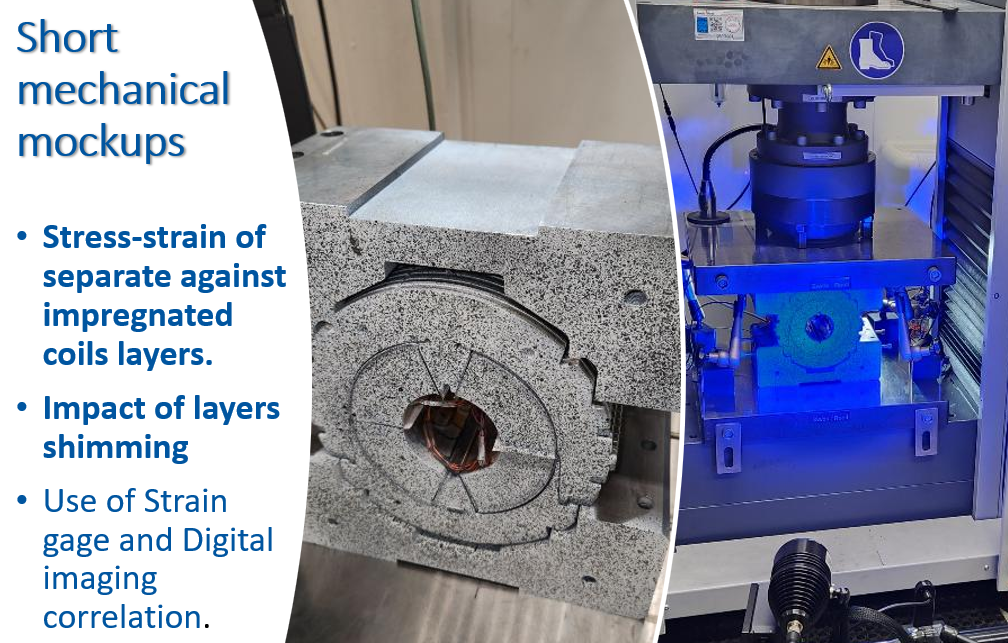 Short
mechanical
mockups
• Stress-strain of
separate against
impregnated
coils layers.
• Impact of layers
shimming
• Use of Strain
gage and Digital
imaging
correlation.